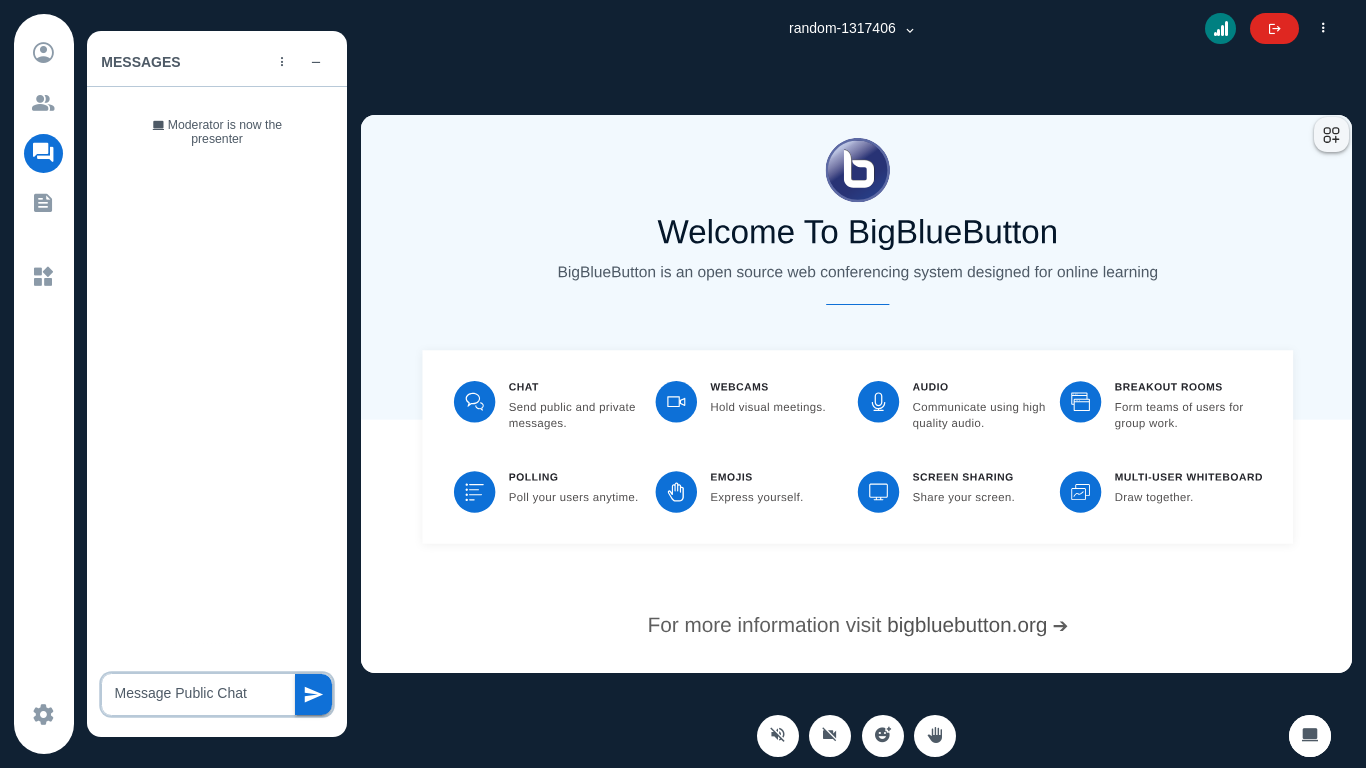 random-1317406
MESSAGES
Moderator is now the
presenter
Message Public Chat
Welcome To BigBlueButton
BigBlueButton is an open source web conferencing system designed for online learning
CHAT
Send public and private
messages.
WEBCAMS
Hold visual meetings.
AUDIO
Communicate using high
quality audio.
BREAKOUT ROOMS
Form teams of users for
group work.
POLLING
Poll your users anytime.
EMOJIS
Express yourself.
SCREEN SHARING
Share your screen.
MULTI-USER WHITEBOARD
Draw together.
For more information visit bigbluebutton.org ➔